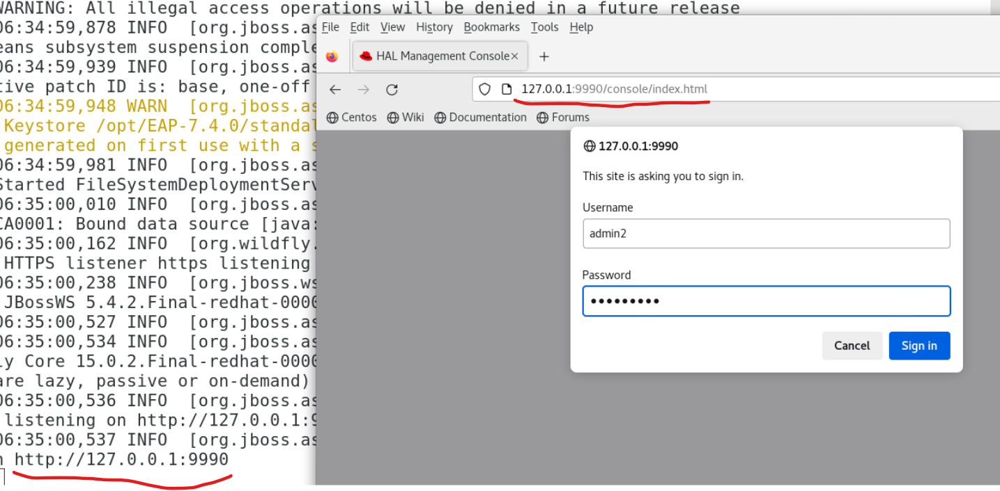 WARNING: All illegal access operations will be denied in a future release
06:34:59,878 INFO [org.jboss.as
eans subsystem suspension comple
06:34:59,939 INFO [org.jboss.as
tive patch ID is: base, one-off
06:34:59,948 WARN [org.jboss.as
Keystore /opt/EAP-7.4.0/standal
generated on first use with a s
06:34:59,981 INFO [org.jboss.as
Started FileSystemDeploymentServ
06:35:00,010 INFO [org.jboss.as
CA0001: Bound data source [java:
06:35:00,162 INFO [org.wildfly.
HTTPS listener https listening
06:35:00,238 INFO [org.jboss.ws
JBossWS 5.4.2.Final-redhat-0000
06:35:00,527 INFO [org.jboss.as
06:35:00,534 INFO [org.jboss.as
ly Core 15.0.2.Final-redhat-0000
are lazy, passive or on-demand)
06:35:00,536 INFO [org.jboss.as
listening on http://127.0.0.1:9
06:35:00,537 INFO [org.jboss.as
n http://127.0.0.1:9990
File Edit View History Bookmarks Tools Help
HAL Management Console
127.0.0.1:9990/console/index.html
Centos Wiki Documentation Forums
127.0.0.1:9990
This site is asking you to sign in.
Username
admin2
Password
•••••••••
Cancel Sign in